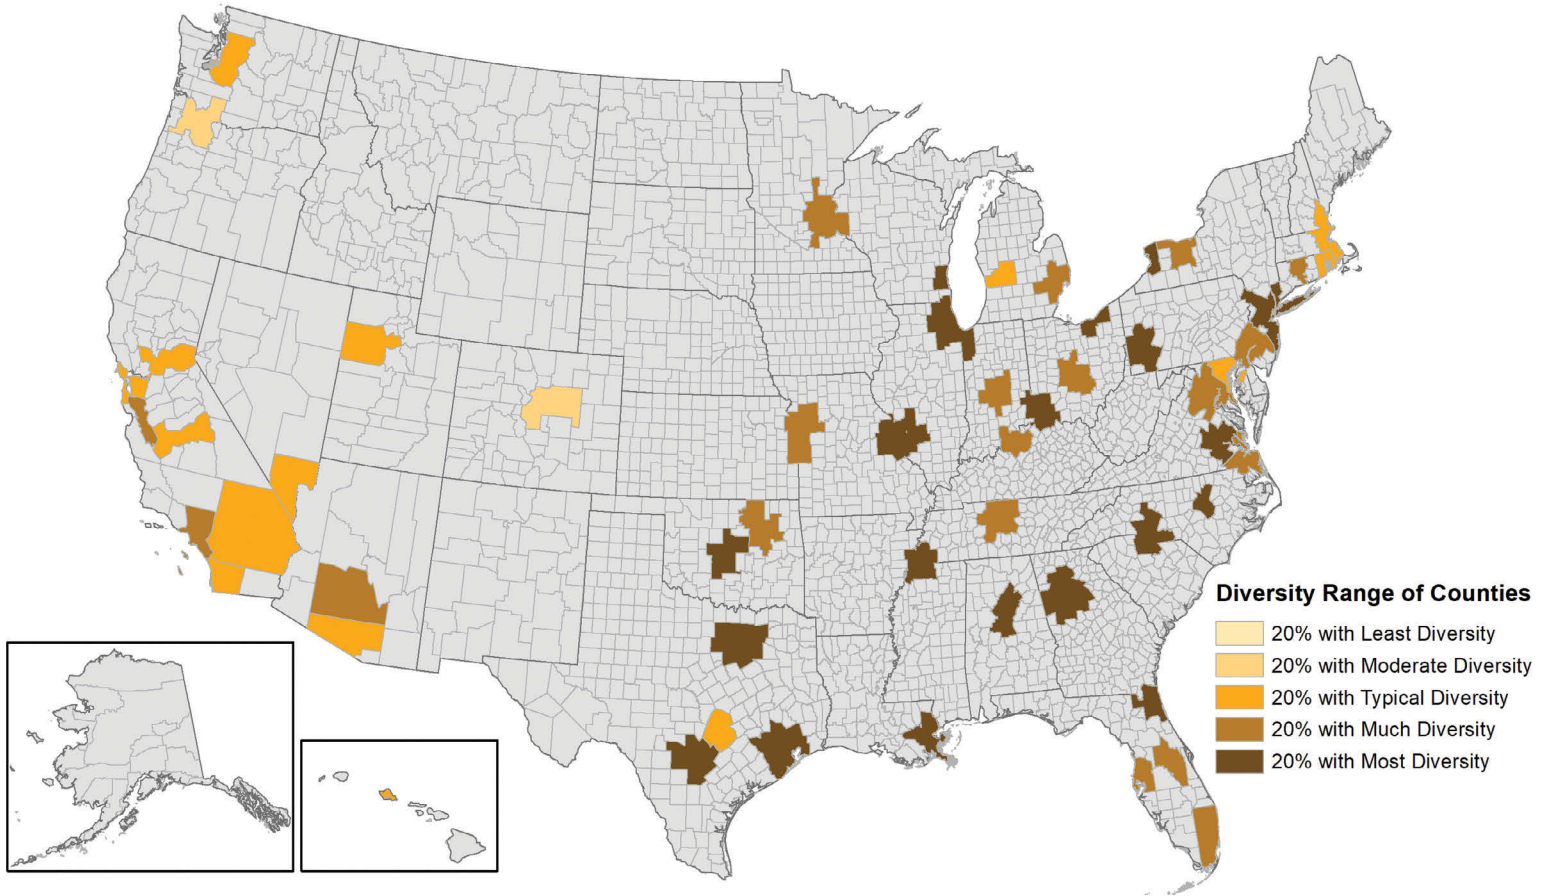 Diversity Range of Counties
20% with Least Diversity
20% with Moderate Diversity
20% with Typical Diversity
20% with Much Diversity
20% with Most Diversity